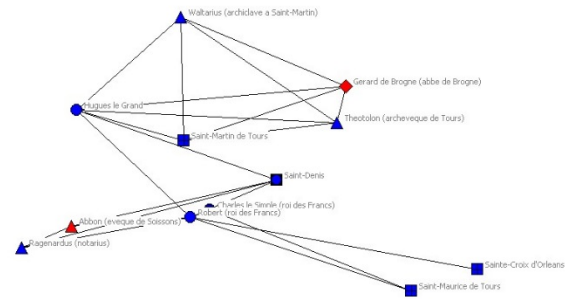 Waltarius (archiclave a Saint-Martin)
Gerard de Brogne (abbe de Brogne)
Hugues le Grand
Theotolon (archeveque de Tours)
Saint-Martin de Tours
Saint-Denis
Charles le Simple (roi des Francs)
Robert (roi des Francs)
Abbon (eveque de Soissons)
Ragenardus (notarius)
Sainte-Croix d'Orleans
Saint-Maurice de Tours